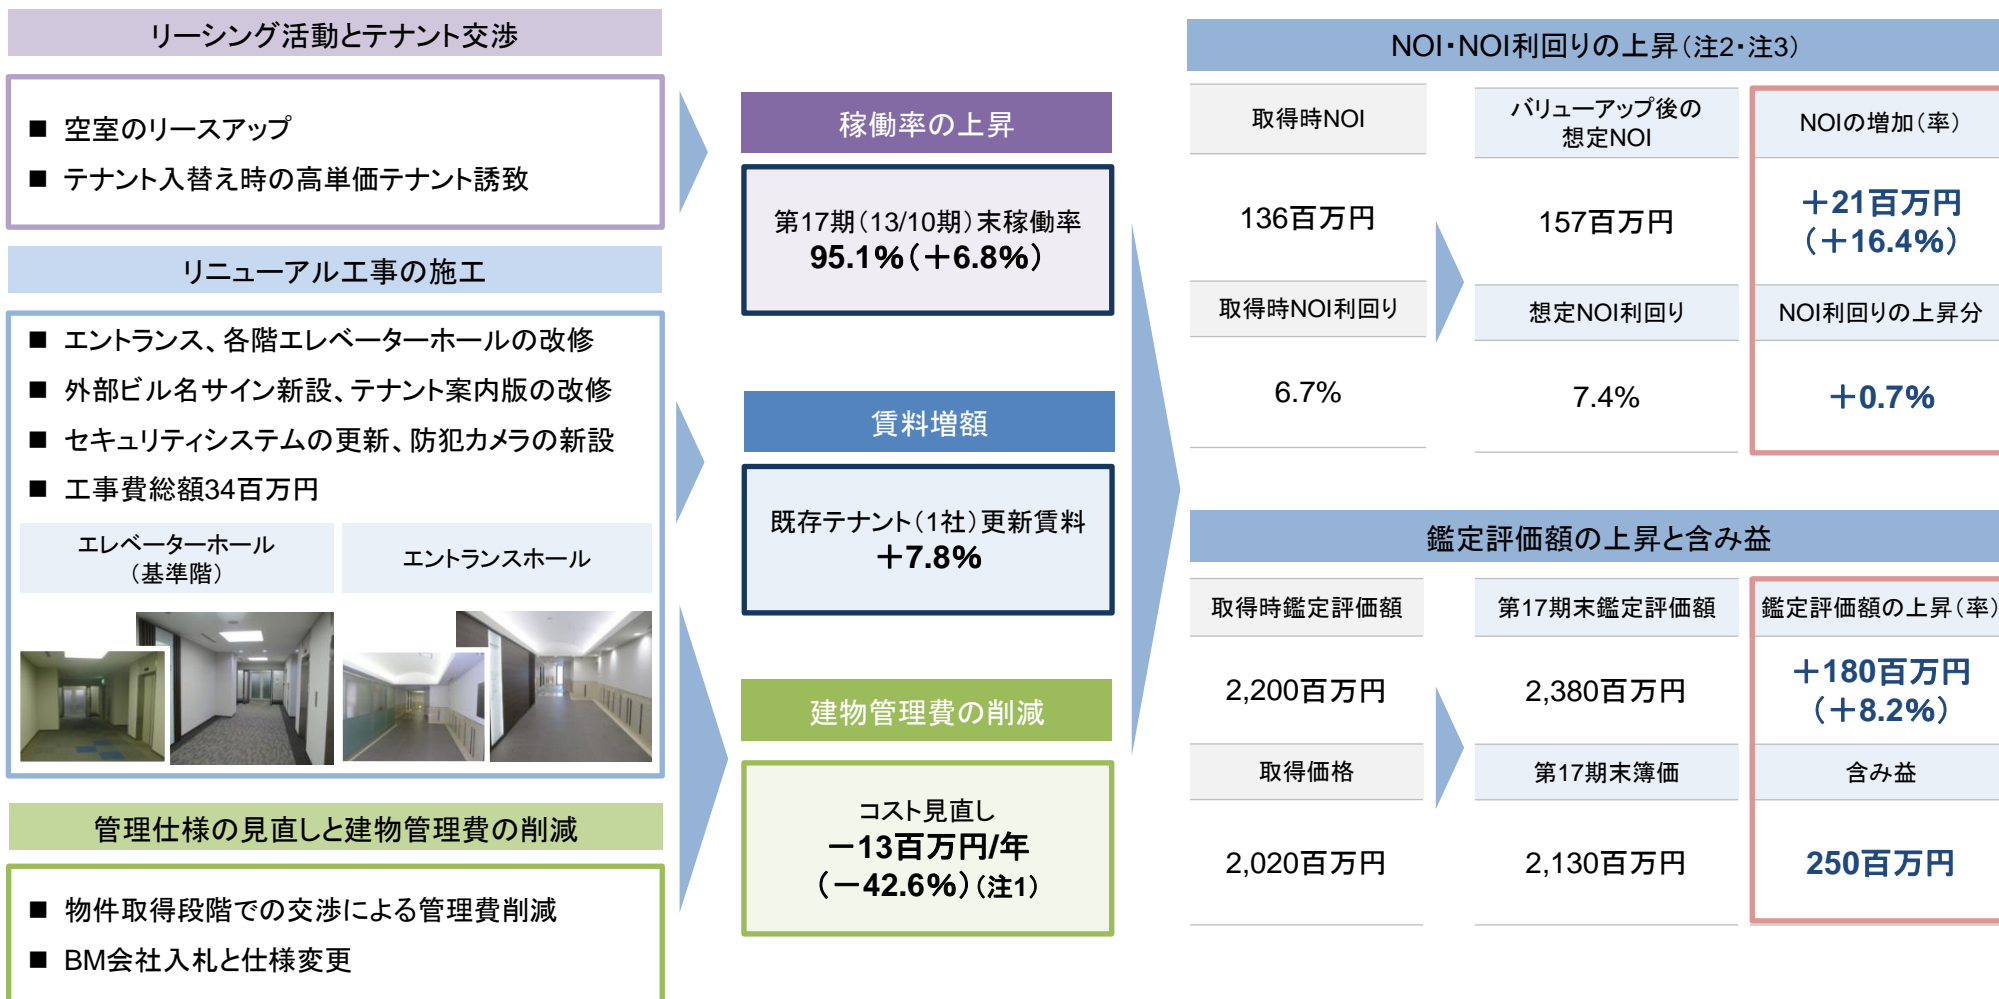 リーシング活動とテナント交渉
■ 空室のリースアップ
■ テナント入替え時の高単価テナント誘致
リニューアル工事の施工
■ エントランス、各階エレベーターホールの改修
■ 外部ビル名サイン新設、テナント案内版の改修
■ セキュリティシステムの更新、防犯カメラの新設
■ 工事費総額34百万円
エレベーターホール
（基準階）
エントランスホール
管理仕様の見直しと建物管理費の削減
■ 物件取得段階での交渉による管理費削減
■ BM会社入札と仕様変更
稼働率の上昇
第17期（13/10期）末稼働率
95.1%（＋6.8%）
賃料増額
既存テナント（1社）更新賃料
＋7.8%
建物管理費の削減
コスト見直し
－13百万円/年
（－42.6%）（注1）
NOI・NOI利回りの上昇（注2・注3）
取得時NOI
バリューアップ後の
想定NOI
NOIの増加（率）
136百万円
157百万円
＋21百万円
（＋16.4%）
取得時NOI利回り
想定NOI利回り
NOI利回りの上昇分
6.7%
7.4%
＋0.7%
鑑定評価額の上昇と含み益
取得時鑑定評価額
第17期末鑑定評価額
鑑定評価額の上昇（率）
2,200百万円
2,380百万円
＋180百万円
（＋8.2%）
取得価格
第17期末簿価
含み益
2,020百万円
2,130百万円
250百万円